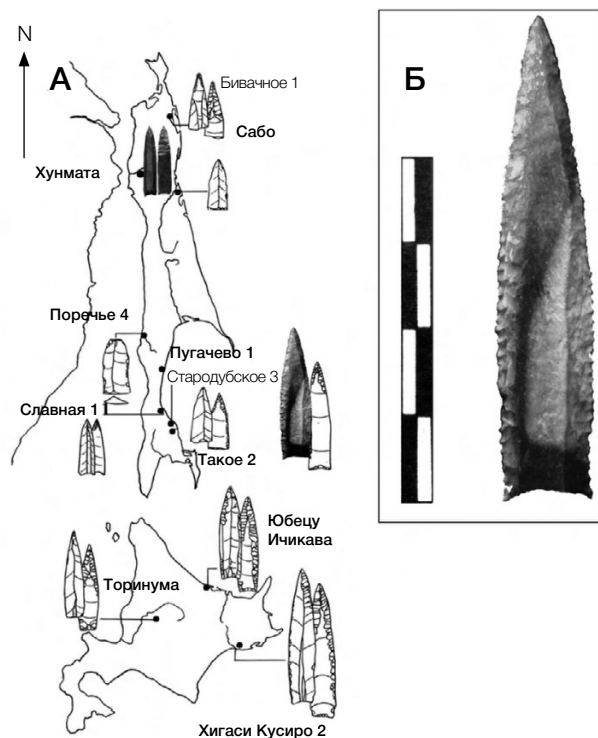 N
А
Б
Бивачное 1
Сабо
Хунмата
Поречье 4
Пугачево 1
Стародубское 3
Славная 1
Такое 2
Юбецу
Ичикава
Торинума
Хигаси Кусиро 2